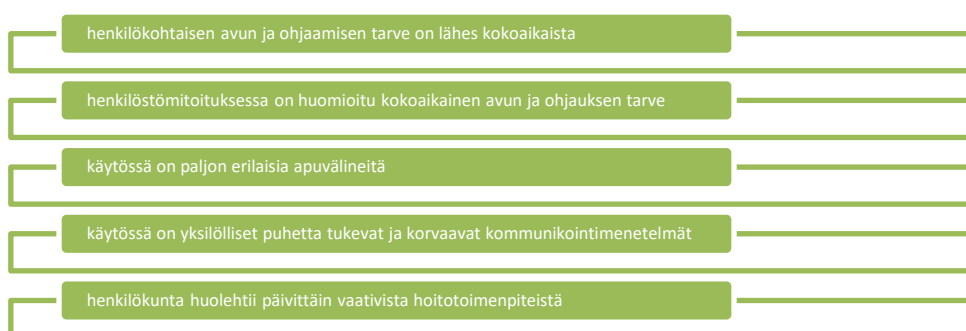 henkilökohtaisen avun ja ohjaamisen tarve on lähes kokoaikaista
henkilöstömitoituksessa on huomioitu kokoaikainen avun ja ohjauksen tarve
käytössä on paljon erilaisia apuvälineitä
käytössä on yksilölliset puhetta tukevat ja korvaavat kommunikointimenetelmät
henkilökunta huolehtii päivittäin vaativista hoitotoimenpiteistä